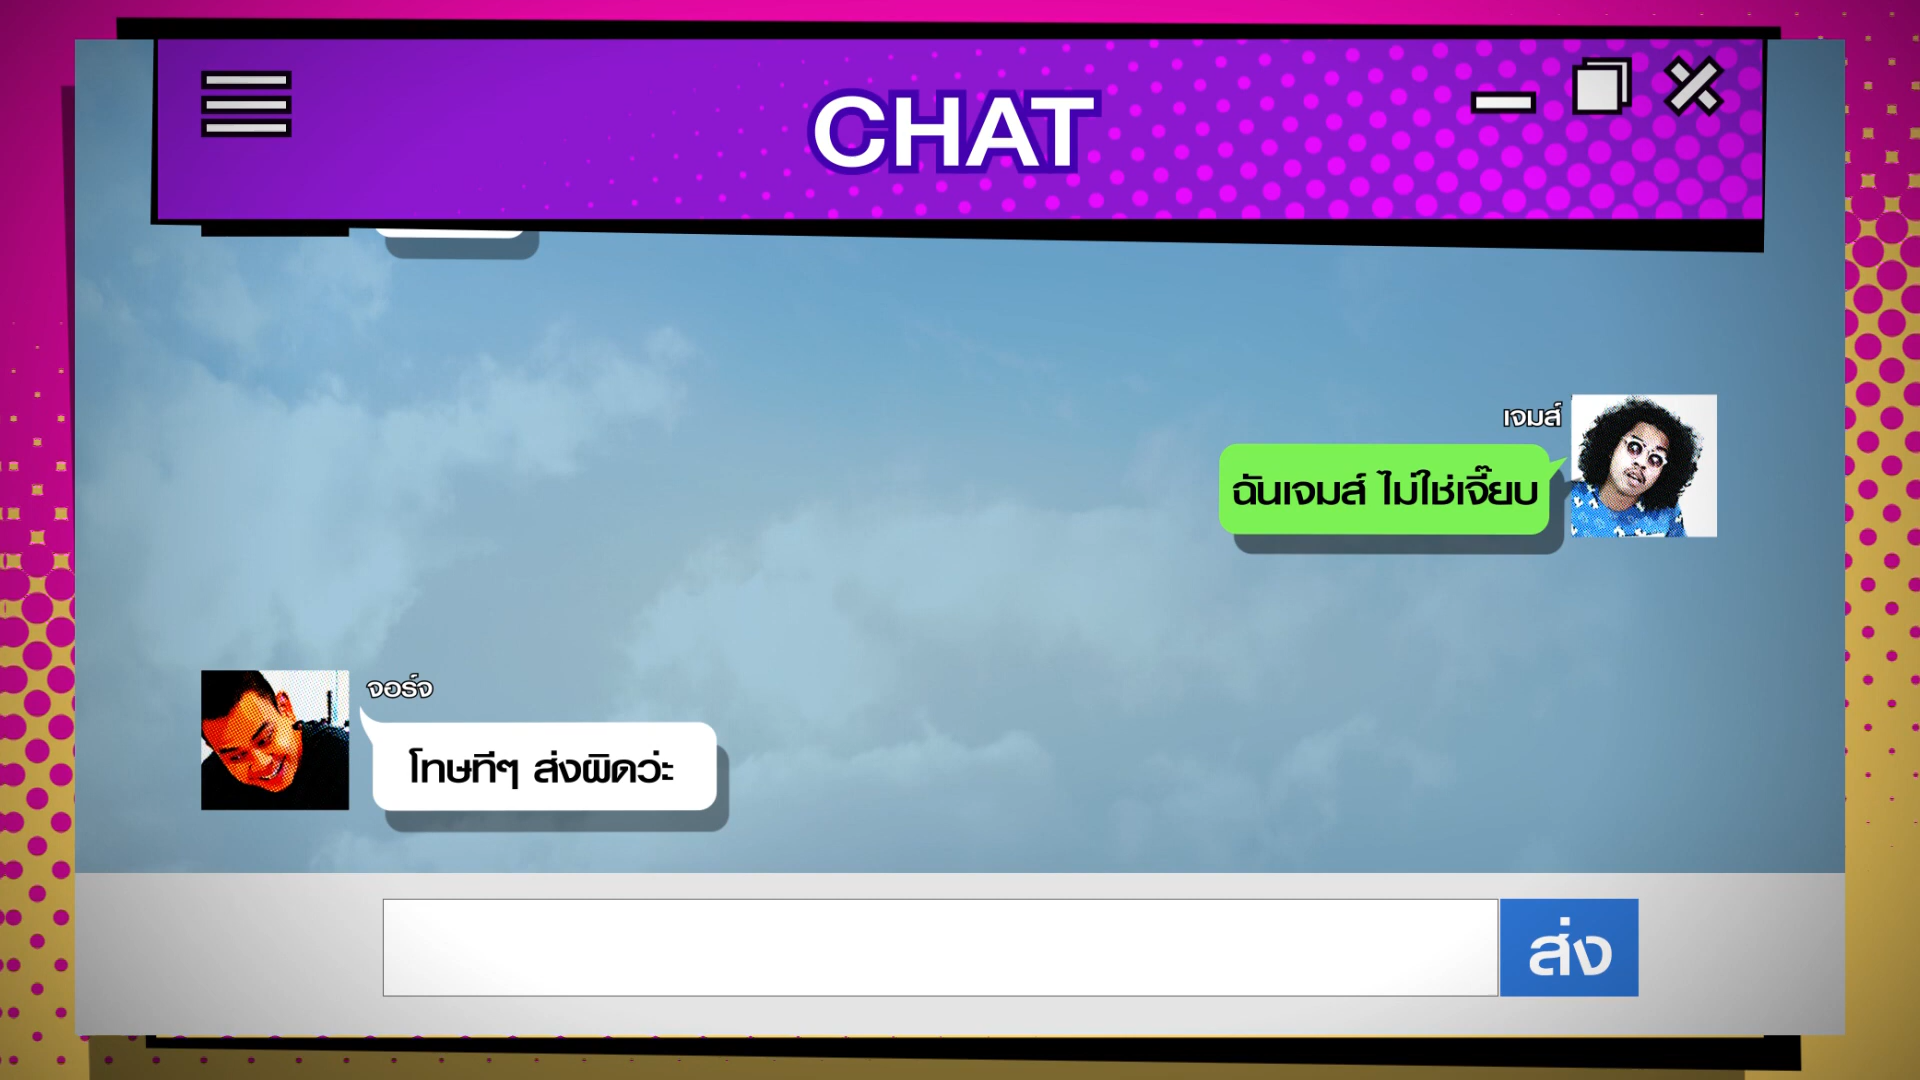 CHAT
เจมส์
ฉันเจมส์ ไม่ใช่เจี๊ยบ
จอร์จ
โทษทีๆ ส่งผิดว่ะ
ส่ง